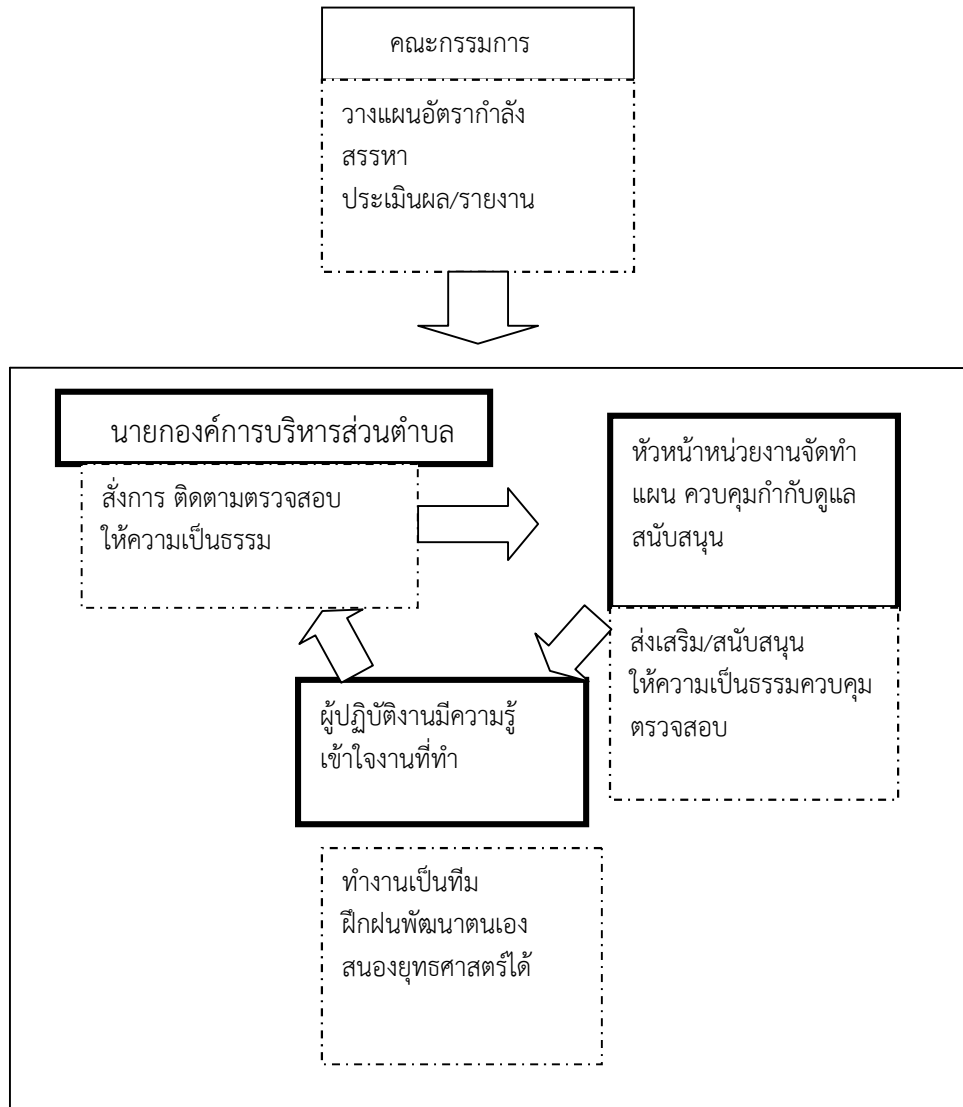 คณะกรรมการ
วางแผนอัตรากำลัง
สรรหา
ประเมินผล/รายงาน
นายกองค์การบริหารส่วนตำบล
สั่งการ ติดตามตรวจสอบ
ให้ความเป็นธรรม
หัวหน้าหน่วยงานจัดทำ
แผน ควบคุมกำกับดูแล
สนับสนุน
ส่งเสริม/สนับสนุน
ให้ความเป็นธรรมควบคุม
ตรวจสอบ
ผู้ปฏิบัติงานมีความรู้
เข้าใจงานที่ทำ
ทำงานเป็นทีม
ฝึกฝนพัฒนาตนเอง
สนองยุทธศาสตร์ได้